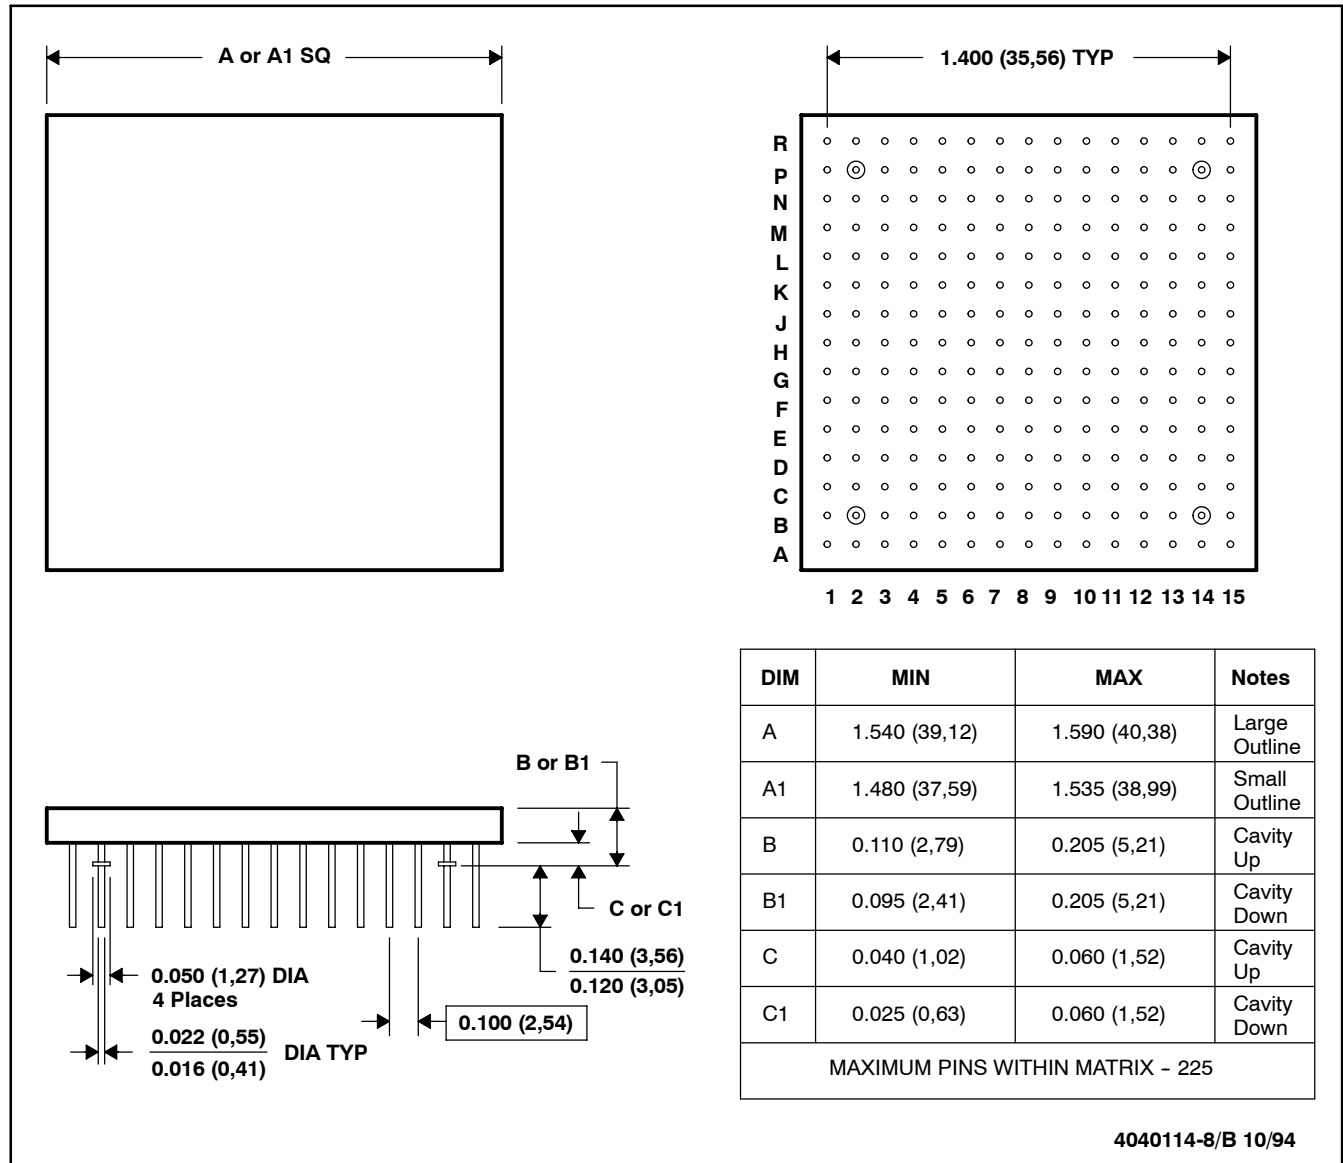 A or A1 SQ
1.400 (35,56) TYP
R
P
N
M
L
K
J
H
G
F
E
D
C
B
A
1 2 3 4 5 6 7 8 9 10 11 12 13 14 15
B or B1
C or C1
0.140 (3,56)
0.120 (3,05)
0.050 (1,27) DIA
4 Places
0.100 (2,54)
0.022 (0,55)
0.016 (0,41)
DIA TYP
DIM MIN MAX Notes
A 1.540 (39,12) 1.590 (40,38) Large
Outline
A1 1.480 (37,59) 1.535 (38,99) Small
Outline
B 0.110 (2,79) 0.205 (5,21) Cavity
Up
B1 0.095 (2,41) 0.205 (5,21) Cavity
Down
C 0.040 (1,02) 0.060 (1,52) Cavity
Up
C1 0.025 (0,63) 0.060 (1,52) Cavity
Down
MAXIMUM PINS WITHIN MATRIX - 225
4040114-8/B 10/94